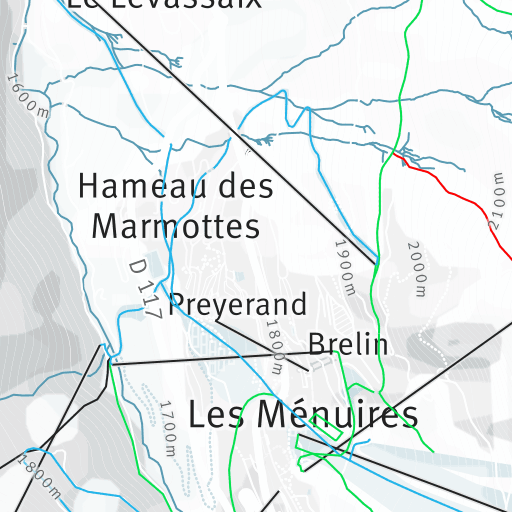 Le Levassaix
1600m
Hameau des
Marmottes
2100m
1900m
2000m
D 117
Preyerand
1800m
Brelin
Les Ménuires
1700m
1800m